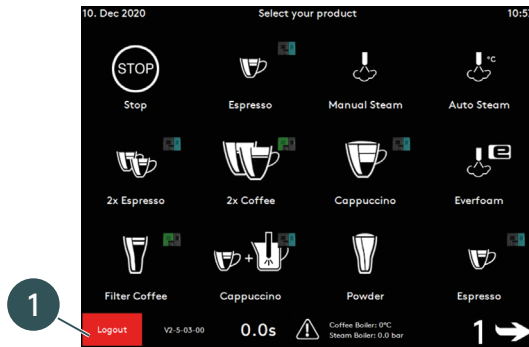 10. Dec 2020 Select your product 10:5
STOP
°C
Stop Espresso Manual Steam Auto Steam
e
2x Espresso 2x Coffee Cappuccino Everfoam
+
Filter Coffee Cappuccino Powder Espresso
1
Logout V2-5-03-00 0.0s Coffee Boiler: 0°C
Steam Boiler: 0.0 bar
1